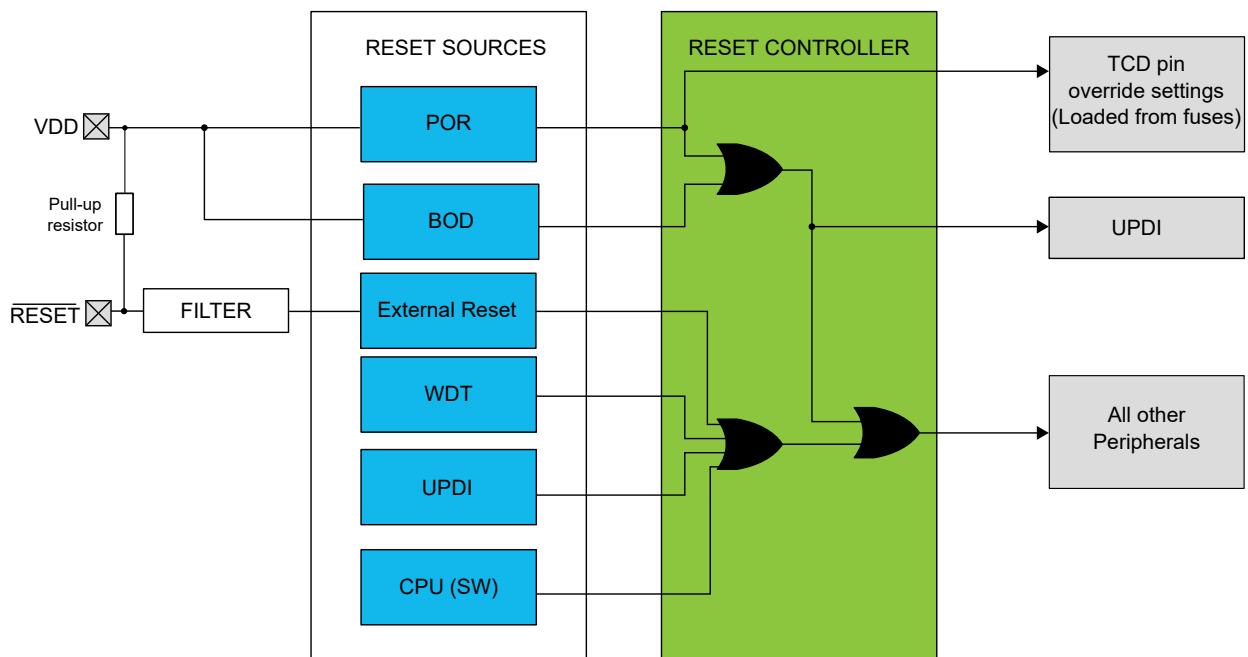 RESET SOURCES
RESET CONTROLLER
TCD pin
override settings
(Loaded from fuses)
VDD
POR
Pull-up
resistor
BOD
UPDI
RESET
FILTER
External Reset
WDT
All other
Peripherals
UPDI
CPU (SW)